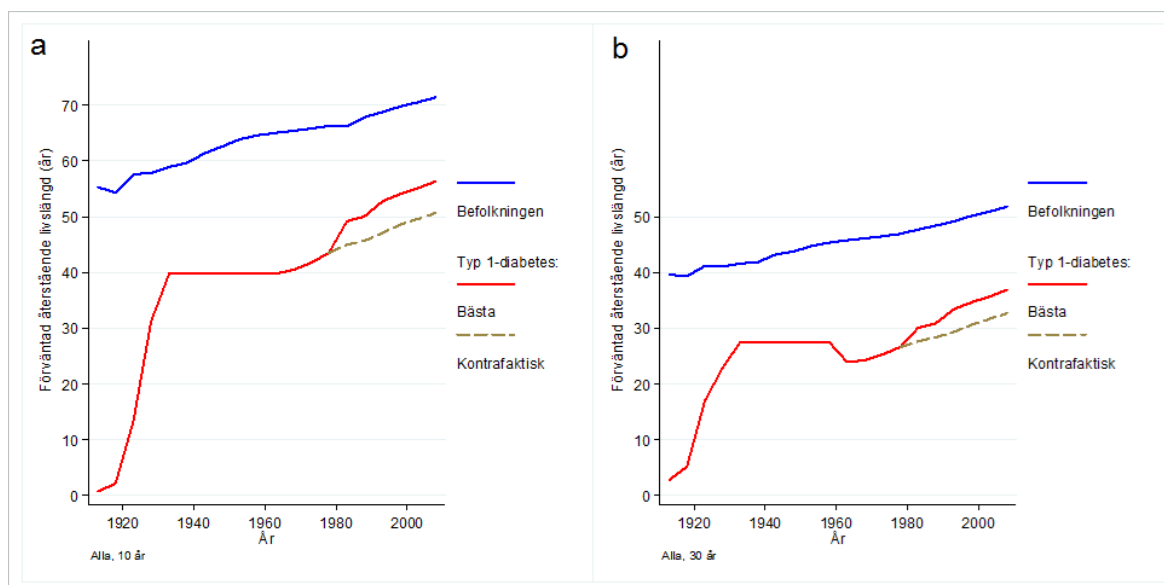 a
Förväntad återstående livslängd (år)
70
60
50
40
30
20
10
0
1920 1940 1960 1980 2000
År
Alla, 10 år
Befolkningen
Typ 1-diabetes:
Bästa
Kontrafaktisk
b
Förväntad återstående livslängd (år)
50
40
30
20
10
0
1920 1940 1960 1980 2000
År
Alla, 30 år
Befolkningen
Typ 1-diabetes:
Bästa
Kontrafaktisk